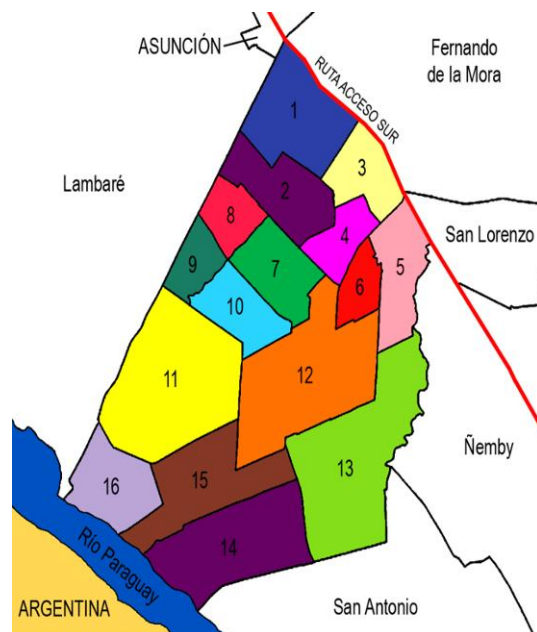 ASUNCIÓN
Fernando
de la Mora
RUTA ACCESO SUR
1
3
Lambaré
2
8
4
San Lorenzo
9
7
5
6
10
11
12
Ñemby
13
15
16
14
Río Paraguay
ARGENTINA
San Antonio